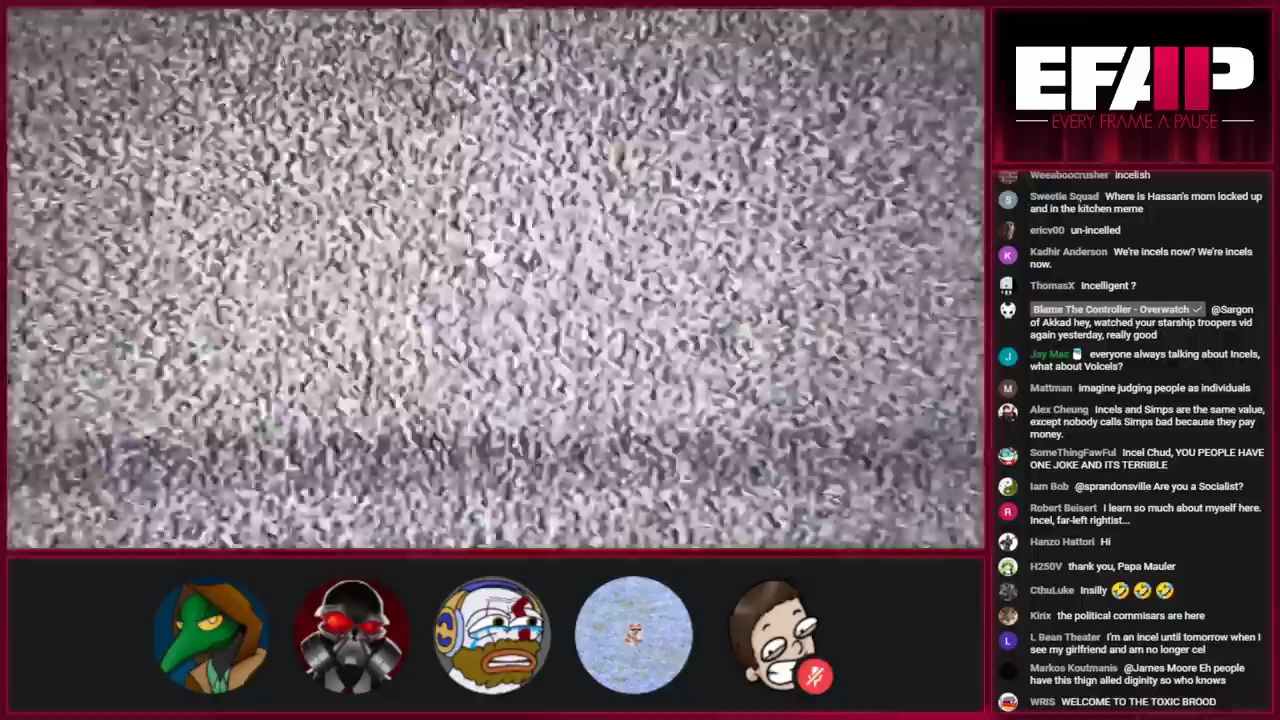 EFAP
EVERY FRAME A PAUSE
Weeaboocrusher incelish
S Sweetie Squad Where is Hassan's mom locked up
and in the kitchen meme
ericv00 un-incelled
K Kadhir Anderson We're incels now? We're incels
now.
ThomasX Incelligent ?
Blame The Controller - Overwatch ✓ @Sargon
of Akkad hey, watched your starship troopers vid
again yesterday, really good
J Jay Mac everyone always talking about Incels,
what about Volcels?
M Mattman imagine judging people as individuals
Alex Cheung Incels and Simps are the same value,
except nobody calls Simps bad because they pay
money.
SomeThingFawFul Incel Chud, YOU PEOPLE HAVE
ONE JOKE AND ITS TERRIBLE
Iam Bob @sprandonsville Are you a Socialist?
R Robert Beisert I learn so much about myself here.
Incel, far-left rightist...
Hanzo Hattori Hi
H250V thank you, Papa Mauler
CthuLuke Insilly 🤣 🤣 🤣
Kirix the political commisars are here
L L Bean Theater I'm an incel until tomorrow when I
see my girlfriend and am no longer cel
Markos Koutmanis @James Moore Eh people
have this thign alled diginity so who knows
WRIS WELCOME TO THE TOXIC BROOD